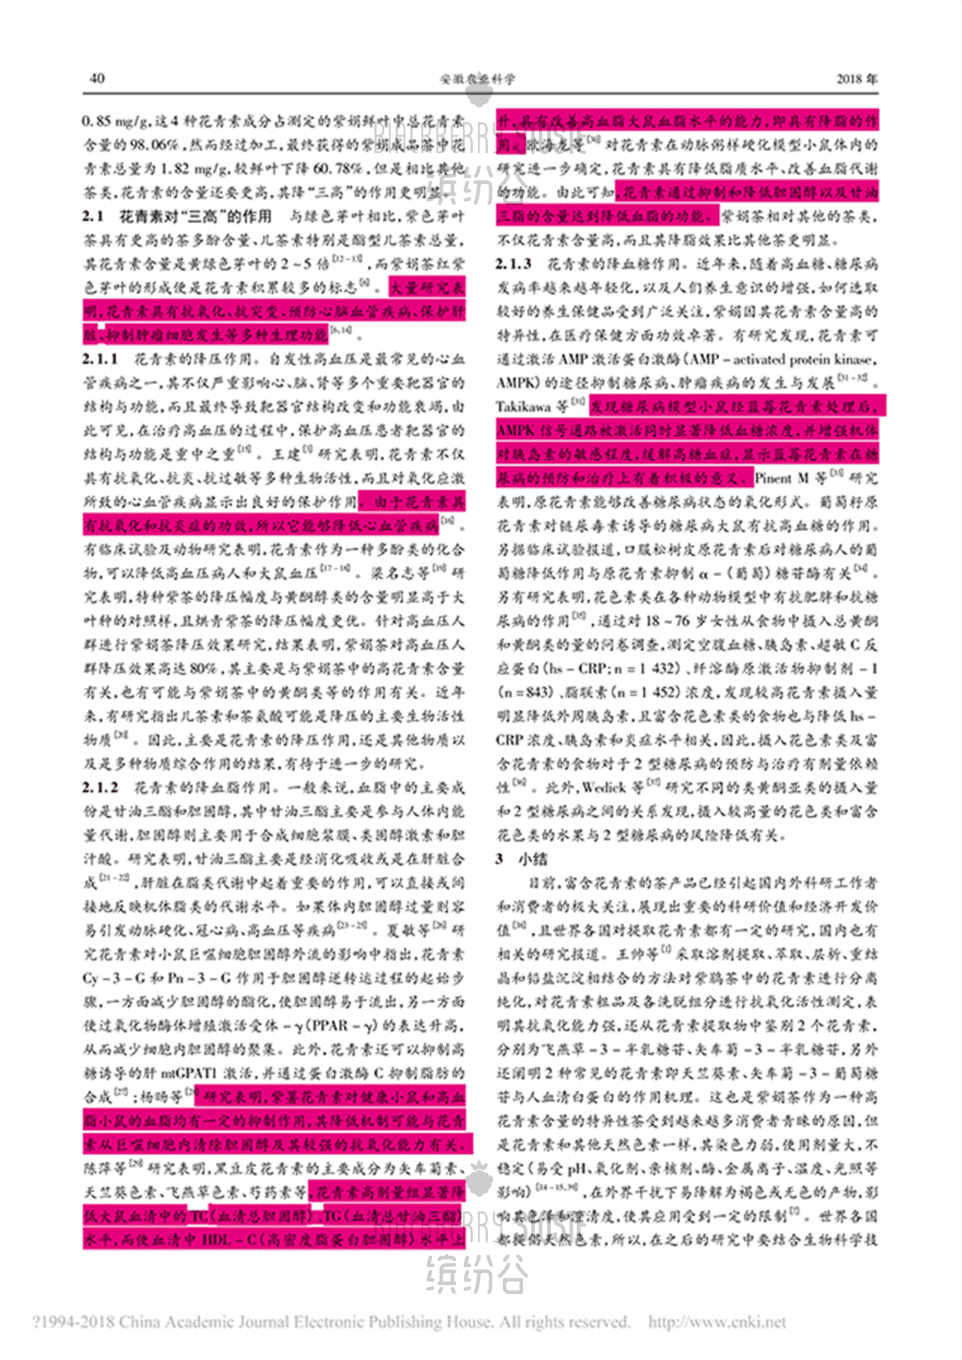 40
安徽农业科学
2018 年
0.85 mg/g,这4 种花青素成分占测定的紫娟鲜叶中总花青素
含量的98.06%,然而经过加工,最终获得的紫娟成品茶中花
青素总量为 1.82 mg/g,较鲜叶下降 60.78%, 但是相比其他
茶类,花青素的含量还要更高,其降“三高”的作用更明显。
2.1 花青素对“三高”的作用 与绿色芽叶相比,紫色芽叶
茶具有更高的茶多酚含量、儿茶素特别是酯型儿茶素总量,
其花青素含量是黄绿色芽叶的 2～5 倍[12-13],而紫娟茶红紫
色芽叶的形成便是花青素积累较多的标志[6]。大量研究表
明,花青素具有抗氧化、抗突变、预防心脑血管疾病、保护肝
脏、抑制肿瘤细胞发生等多种生理功能[6,14]。
2.1.1 花青素的降压作用。自发性高血压是最常见的心血
管疾病之一,其不仅严重影响心、脑、肾等多个重要靶器官的
结构与功能,而且最终导致靶器官结构改变和功能衰竭,由
此可见,在治疗高血压的过程中,保护高血压患者靶器官的
结构与功能是重中之重[15]。王建[3]研究表明,花青素不仅
具有抗氧化、抗炎、抗过敏等多种生物活性,而且对氧化应激
所致的心血管疾病显示出良好的保护作用。由于花青素具
有抗氧化和抗炎症的功效,所以它能够降低心血管疾病[16]。
有临床试验及动物研究表明,花青素作为一种多酚类的化合
物,可以降低高血压病人和大鼠血压[17-18]。梁名志等[19]研
究表明,特种紫茶的降压幅度与黄酮醇类的含量明显高于大
叶种的对照样,且烘青紫茶的降压幅度更优。针对高血压人
群进行紫娟茶降压效果研究,结果表明,紫娟茶对高血压人
群降压效果高达 80%,其主要是与紫娟茶中的高花青素含量
有关,也有可能与紫娟茶中的黄酮类等的作用有关。近年
来,有研究指出儿茶素和茶氨酸可能是降压的主要生物活性
物质[20]。因此,主要是花青素的降压作用,还是其他物质以
及是多种物质综合作用的结果,有待于进一步的研究。
2.1.2 花青素的降血脂作用。一般来说,血脂中的主要成
份是甘油三酯和胆固醇,其中甘油三酯主要是参与人体内能
量代谢,胆固醇则主要用于合成细胞浆膜、类固醇激素和胆
汁酸。研究表明,甘油三酯主要是经消化吸收或是在肝脏合
成[21-22],肝脏在脂类代谢中起着重要的作用,可以直接或间
接地反映机体脂类的代谢水平。如果体内胆固醇过量则容
易引发动脉硬化、冠心病、高血压等疾病[23-25]。夏敏等[26]研
究花青素对小鼠巨噬细胞胆固醇外流的影响中指出,花青素
Cy-3-G 和 Pn-3-G 作用于胆固醇逆转运过程的起始步
骤,一方面减少胆固醇的酯化,使胆固醇易于流出,另一方面
使过氧化物酶体增殖激活受体-γ(PPAR-γ)的表达升高,
从而减少细胞内胆固醇的聚集。此外,花青素还可以抑制高
糖诱导的肝 mtGPAT1 激活,并通过蛋白激酶 C 抑制脂肪的
合成[27];杨旸等[28]研究表明,紫薯花青素对健康小鼠和高血
脂小鼠的血脂均有一定的抑制作用,其降低机制可能与花青
素从巨噬细胞内清除胆固醇及其较强的抗氧化能力有关。
陈萍等[29]研究表明,黑豆皮花青素的主要成分为矢车菊素、
天竺葵色素、飞燕草色素、芍药素等,花青素高剂量组显著降
低大鼠血清中的TC(血清总胆固醇)、TG(血清总甘油三酯)
水平,而使血清中 HDL-C(高密度脂蛋白胆固醇)水平上
升,具有改善高血脂大鼠血脂水平的能力,即具有降脂的作
用。欧海龙等[30]对花青素在动脉粥样硬化模型小鼠体内的
研究进一步确定,花青素具有降低脂质水平、改善血脂代谢
的功能。由此可知,花青素通过抑制和降低胆固醇以及甘油
三脂的含量达到降低血脂的功能。紫娟茶相对其他的茶类,
不仅花青素含量高,而且其降脂效果比其他茶更明显。
2.1.3 花青素的降血糖作用。近年来,随着高血糖、糖尿病
发病率越来越年轻化,以及人们养生意识的增强,如何选取
较好的养生保健品受到广泛关注,紫娟因其花青素含量高的
特异性,在医疗保健方面功效卓著。有研究发现,花青素可
通过激活 AMP 激活蛋白激酶(AMP-activated protein kinase,
AMPK)的途径抑制糖尿病、肿瘤疾病的发生与发展[31-32]。
Takikawa 等[31]发现糖尿病模型小鼠经蓝莓花青素处理后,
AMPK 信号通路被激活同时显著降低血糖浓度,并增强机体
对胰岛素的敏感程度,缓解高糖血症,显示蓝莓花青素在糖
尿病的预防和治疗上有着积极的意义。Pinent M 等[33]研究
表明,原花青素能够改善糖尿病状态的氧化形式。葡萄籽原
花青素对链尿毒素诱导的糖尿病大鼠有抗高血糖的作用。
另据临床试验报道,口服松树皮原花青素后对糖尿病人的葡
萄糖降低作用与原花青素抑制 α-(葡萄)糖苷酶有关[34]。
另有研究表明,花色素类在各种动物模型中有抗肥胖和抗糖
尿病的作用[35],通过对 18～76 岁女性从食物中摄入总黄酮
和黄酮类的量的问卷调查,测定空腹血糖、胰岛素、超敏 C 反
应蛋白(hs-CRP; n=1 432)、纤溶酶原激活物抑制剂-1
(n=843)、脂联素(n=1 452)浓度,发现较高花青素摄入量
明显降低外周胰岛素,且富含花色素类的食物也与降低 hs-
CRP 浓度、胰岛素和炎症水平相关,因此,摄入花色素类及富
含花青素的食物对于2 型糖尿病的预防与治疗有剂量依赖
性[36]。此外,Wedick 等[37]研究不同的类黄酮亚类的摄入量
和2型糖尿病之间的关系发现,摄入较高量的花色类和富含
花色类的水果与 2 型糖尿病的风险降低有关。
3 小结
目前,富含花青素的茶产品已经引起国内外科研工作者
和消费者的极大关注,展现出重要的科研价值和经济开发价
值[38],且世界各国对提取花青素都有一定的研究,国内也有
相关的研究报道。王帅等[1]采取溶剂提取、萃取、层析、重结
晶和铅盐沉淀相结合的方法对紫鹃茶中的花青素进行分离
纯化,对花青素粗品及各洗脱组分进行抗氧化活性测定,表
明其抗氧化能力强,还从花青素提取物中鉴别2个花青素,
分别为飞燕草-3-半乳糖苷、矢车菊-3-半乳糖苷,另外
还阐明2种常见的花青素即天竺葵素、矢车菊-3-葡萄糖
苷与人血清白蛋白的作用机理。这也是紫娟茶作为一种高
花青素含量的特异性茶受到越来越多消费者青睐的原因,但
是花青素和其他天然色素一样,其染色力弱,使用剂量大,不
稳定(易受 pH、氧化剂、亲核剂、酶、金属离子、温度、光照等
影响)[14-15,39],在外界干扰下易降解为褐色或无色的产物,影
响其色泽和澄清度,使其应用受到一定的限制[7]。世界各国
都提倡天然色素,所以,在之后的研究中要结合生物科学技
BLACKBERRY SUSIE
缤纷谷
BLACKBERRY SUSIE
缤纷谷
?1994-2018 China Academic Journal Electronic Publishing House. All rights reserved. http://www.cnki.net